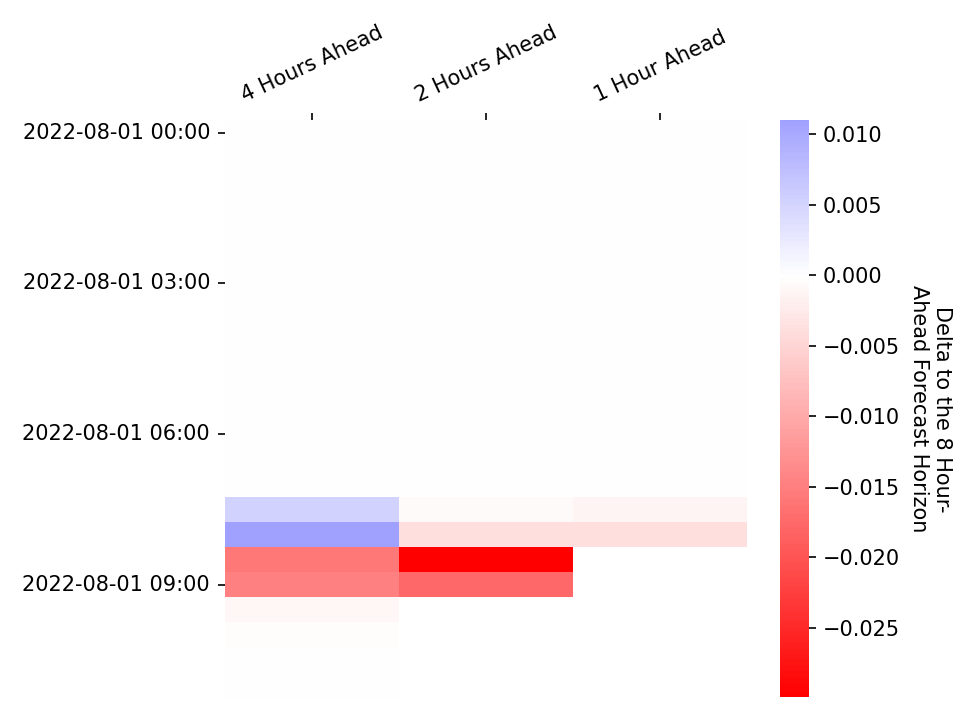 4 Hours Ahead
2 Hours Ahead
1 Hour Ahead
2022-08-01 00:00
2022-08-01 03:00
2022-08-01 06:00
2022-08-01 09:00
0.010
0.005
0.000
−0.005
−0.010
−0.015
−0.020
−0.025
Delta to the 8 Hour-
Ahead Forecast Horizon